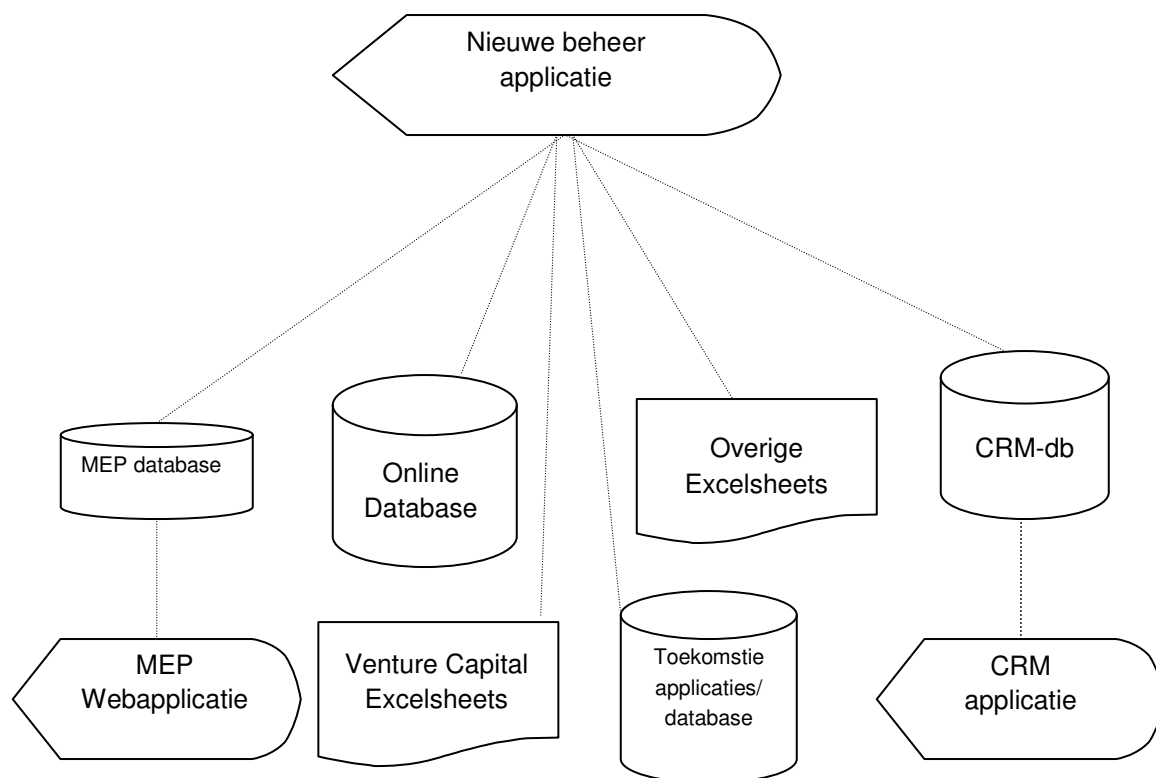 Nieuwe beheer
applicatie
MEP database
Online
Database
Overige
Excelsheets
CRM-db
MEP
Webapplicatie
Venture Capital
Excelsheets
Toekomstie
applicaties/
database
CRM
applicatie